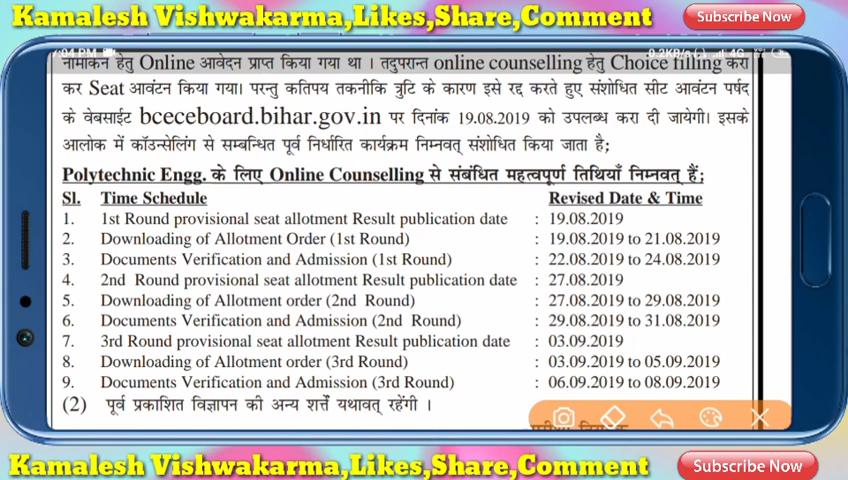 Kamalesh Vishwakarma,Likes,Share,Comment Subscribe Now
:04 PM 0.2KB/s 4G
नामांकन हेतु Online आवेदन प्राप्त किया गया था । तदुपरान्त online counselling हेतु Choice filling करा
कर Seat आवंटन किया गया। परन्तु कतिपय तकनीकि त्रुटि के कारण इसे रद्द करते हुए संशोधित सीट आवंटन पर्षद
के वेबसाईट bceceboard.bihar.gov.in पर दिनांक 19.08.2019 को उपलब्ध करा दी जायेगी। इसके
आलोक में कॉउन्सेलिंग से सम्बन्धित पूर्व निर्धारित कार्यक्रम निम्नवत् संशोधित किया जाता है;
Polytechnic Engg. के लिए Online Counselling से संबंधित महत्वपूर्ण तिथियाँ निम्नवत् हैं;
Sl. Time Schedule Revised Date & Time
1. 1st Round provisional seat allotment Result publication date : 19.08.2019
2. Downloading of Allotment Order (1st Round) : 19.08.2019 to 21.08.2019
3. Documents Verification and Admission (1st Round) : 22.08.2019 to 24.08.2019
4. 2nd Round provisional seat allotment Result publication date : 27.08.2019
5. Downloading of Allotment order (2nd Round) : 27.08.2019 to 29.08.2019
6. Documents Verification and Admission (2nd Round) : 29.08.2019 to 31.08.2019
7. 3rd Round provisional seat allotment Result publication date : 03.09.2019
8. Downloading of Allotment order (3rd Round) : 03.09.2019 to 05.09.2019
9. Documents Verification and Admission (3rd Round) : 06.09.2019 to 08.09.2019
(2) पूर्व प्रकाशित विज्ञापन की अन्य शर्तें यथावत् रहेंगी ।
Kamalesh Vishwakarma,Likes,Share,Comment Subscribe Now